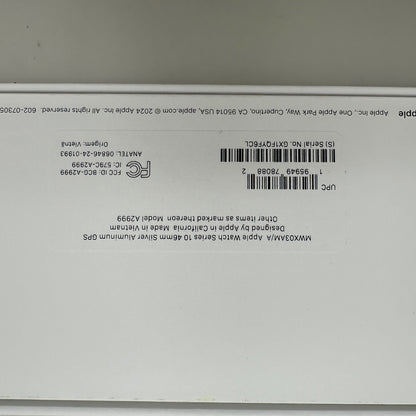 MWX03AM/A Apple Watch Series 10 46mm Silver Aluminum GPS
Designed by Apple in California Made in Vietnam
Other items as marked thereon Model A2999
UPC
1 95949 78088 2
(S) Serial No. GXT1QYF6CL
FC
FCC ID: BCG-A2999
IC: 579C-A2999
ANATEL: 06846-24-01993
Origem: Vietnã
Apple Inc., One Apple Park Way, Cupertino, CA 95014 USA, apple.com © 2024 Apple Inc. All rights reserved. 602-07305